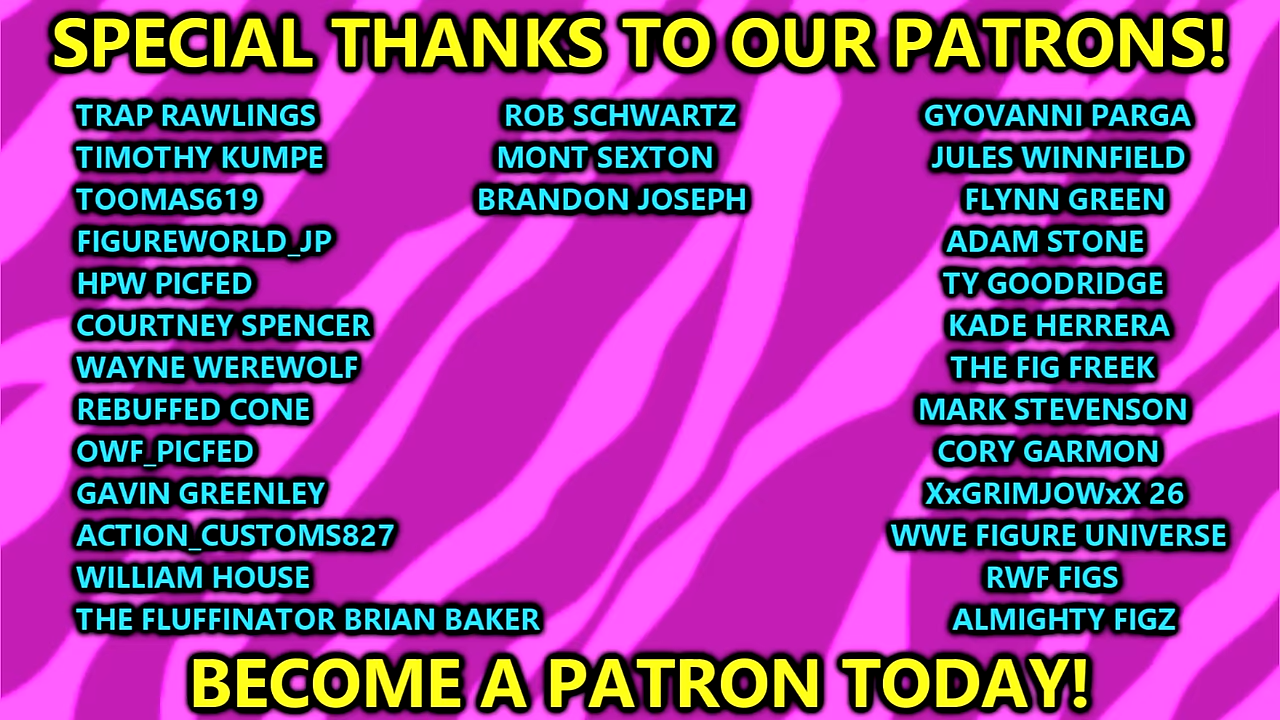 SPECIAL THANKS TO OUR PATRONS!
TRAP RAWLINGS
TIMOTHY KUMPE
TOOMAS619
FIGUREWORLD_JP
HPW PICFED
COURTNEY SPENCER
WAYNE WEREWOLF
REBUFFED CONE
OWF_PICFED
GAVIN GREENLEY
ACTION_CUSTOMS827
WILLIAM HOUSE
THE FLUFFINATOR BRIAN BAKER
ROB SCHWARTZ
MONT SEXTON
BRANDON JOSEPH
GYOVANNI PARGA
JULES WINNFIELD
FLYNN GREEN
ADAM STONE
TY GOODRIDGE
KADE HERRERA
THE FIG FREEK
MARK STEVENSON
CORY GARMON
XxGRIMJOWxX 26
WWE FIGURE UNIVERSE
RWF FIGS
ALMIGHTY FIGZ
BECOME A PATRON TODAY!